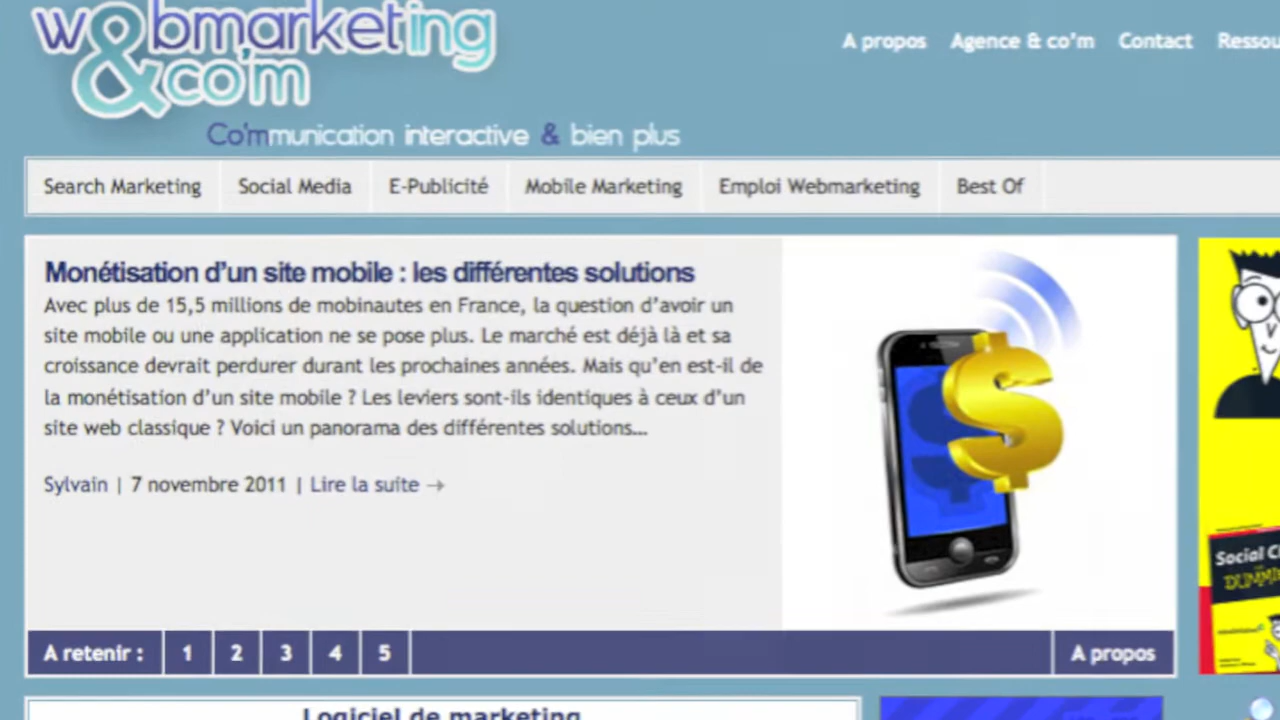 webmarketing
&co'm
Co'mmunication interactive & bien plus
A propos Agence & co'm Contact
Search Marketing Social Media E-Publicité Mobile Marketing Emploi Webmarketing Best Of
Monétisation d'un site mobile : les différentes solutions
Avec plus de 15,5 millions de mobinautes en France, la question d'avoir un
site mobile ou une application ne se pose plus. Le marché est déjà là et sa
croissance devrait perdurer durant les prochaines années. Mais qu'en est-il de
la monétisation d'un site mobile ? Les leviers sont-ils identiques à ceux d'un
site web classique ? Voici un panorama des différentes solutions...
Sylvain | 7 novembre 2011 | Lire la suite →
A retenir : 1 2 3 4 5 A propos
Social
Logiciel de marketing